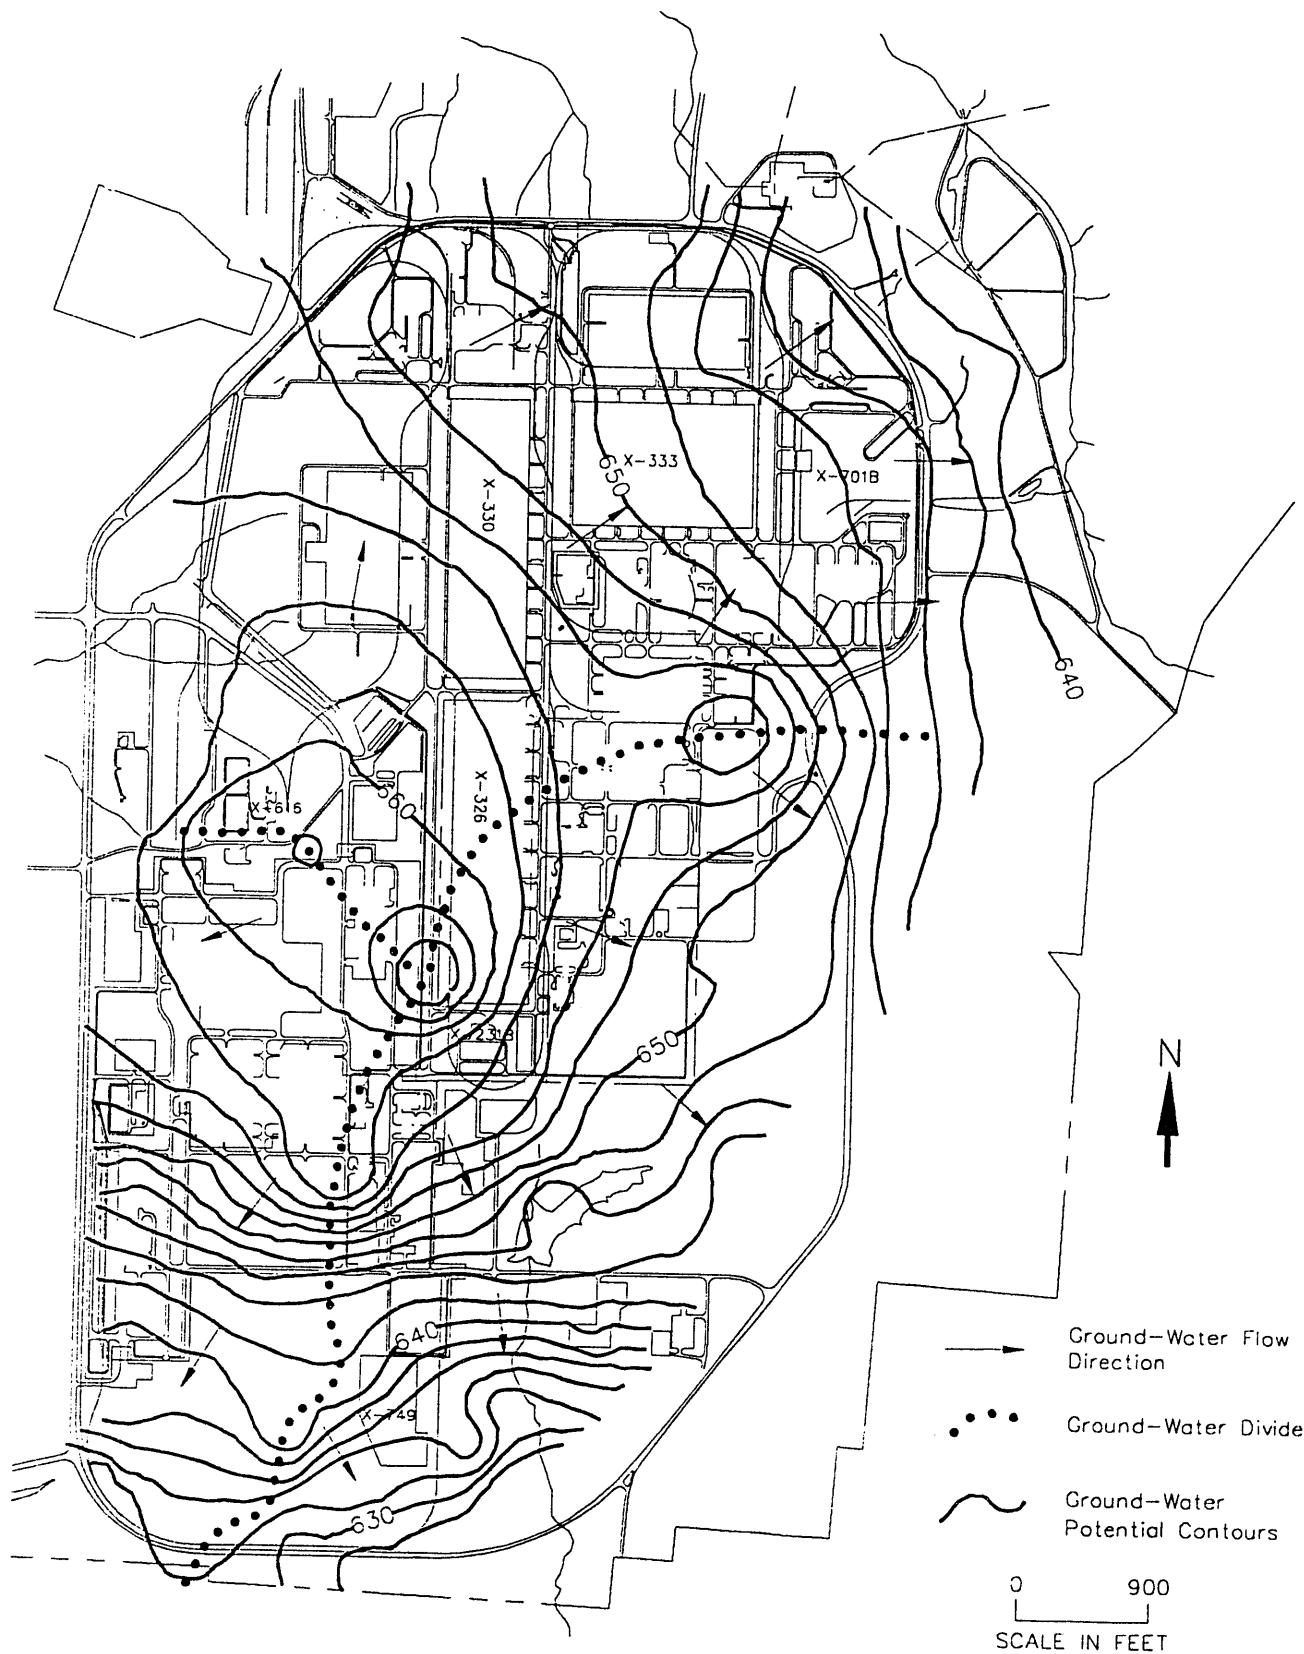 650
X-333
X-701B
X-330
640
660
X-326
X-616
X-231B
650
N
640
X-749
630
Ground-Water Flow
Direction
Ground-Water Divide
Ground-Water
Potential Contours
0 900
SCALE IN FEET